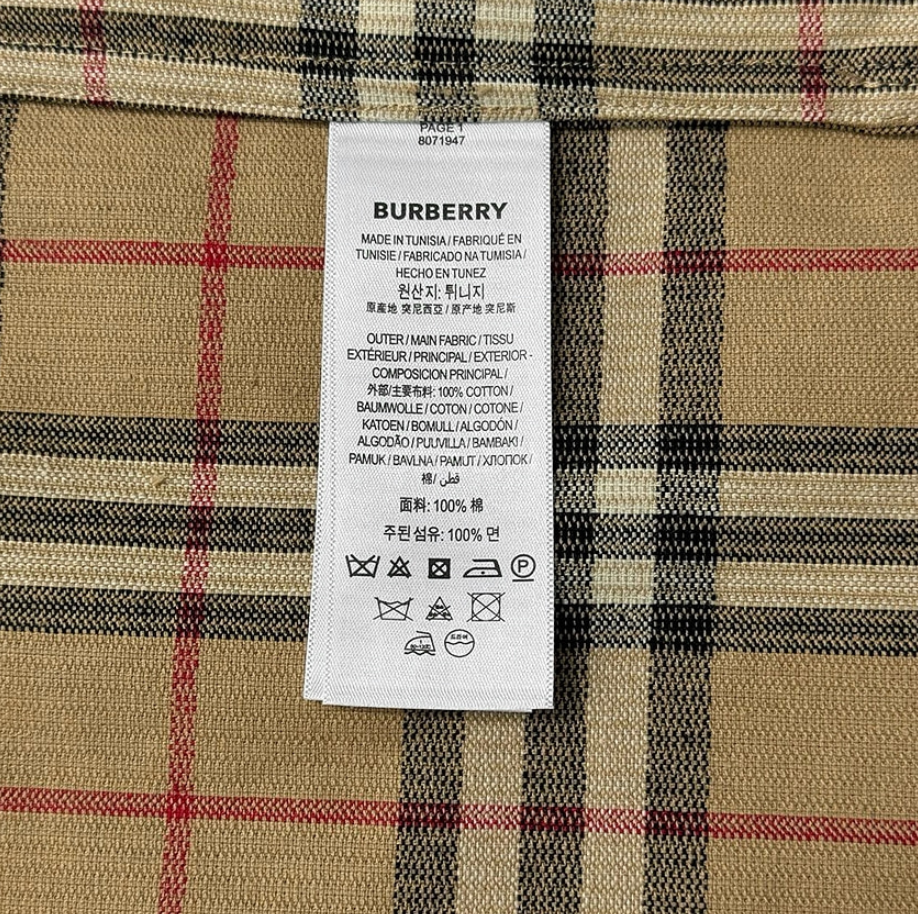 PAGE 1
8071947
BURBERRY
MADE IN TUNISIA / FABRIQUÉ EN
TUNISIE / FABRICADO NA TUMISIA /
HECHO EN TUNEZ
원산지: 튀니지
原產地 突尼西亞 / 原产地 突尼斯
OUTER / MAIN FABRIC / TISSU
EXTÉRIEUR / PRINCIPAL / EXTERIOR -
COMPOSICION PRINCIPAL /
外部/主要布料: 100% COTTON /
BAUMWOLLE / COTON / COTONE /
KATOEN / BOMULL / ALGODÓN /
ALGODÃO / PUUVILLA / ΒΑΜΒΑΚΙ /
PAMUK / BAVLNA / PAMUT / ХЛОПОК /
棉 / قطن
面料: 100% 棉
주된 섬유: 100% 면
P